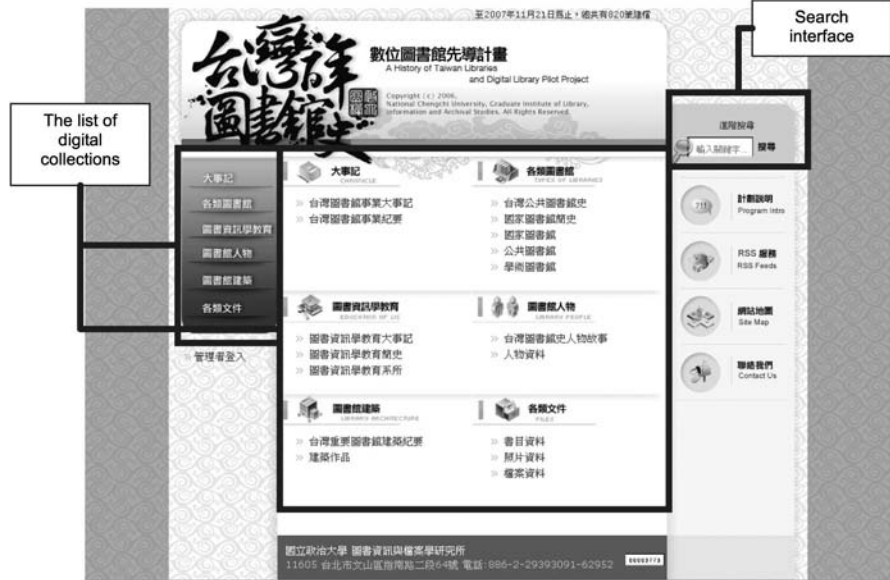 至2007年11月21日爲止，總共有820筆建檔
Search
interface
台灣百年
圖書館史
數位圖書館先導計畫
A History of Taiwan Libraries
and Digital Library Pilot Project
Copyright (c) 2006,
National Chengchi University, Graduate Institute of Library,
Information and Archival Stordies, All Rights Reserved.
The list of
digital
collections
進階搜尋
輸入關鍵字... 搜尋
大事記
各類圖書館
圖書資訊學教育
圖書館人物
圖書館建築
各類文件
管理者登入
大事記
CHRONICLE
台灣圖書館事業大事記
台灣圖書館事業紀要
各類圖書館
TYPES OF LIBRARIES
台灣公共圖書館史
國家圖書館簡史
國家圖書館
公共圖書館
學術圖書館
圖書資訊學教育
EDUCATION OF LIS
圖書資訊學教育大事記
圖書資訊學教育簡史
圖書資訊學教育系所
圖書館人物
LIBRARY PEOPLE
台灣圖書館史人物故事
人物資料
圖書館建築
LIBRARY ARCHITECTURE
台灣重要圖書館建築紀要
建築作品
各類文件
FILES
書目資料
照片資料
檔案資料
計劃說明
Program Intro
RSS 服務
RSS Feeds
網站地圖
Site Map
聯絡我們
Contact Us
國立政治大學 圖書資訊與檔案學研究所
11605 台北市文山區指南路二段64號 電話:886-2-29393091-62952